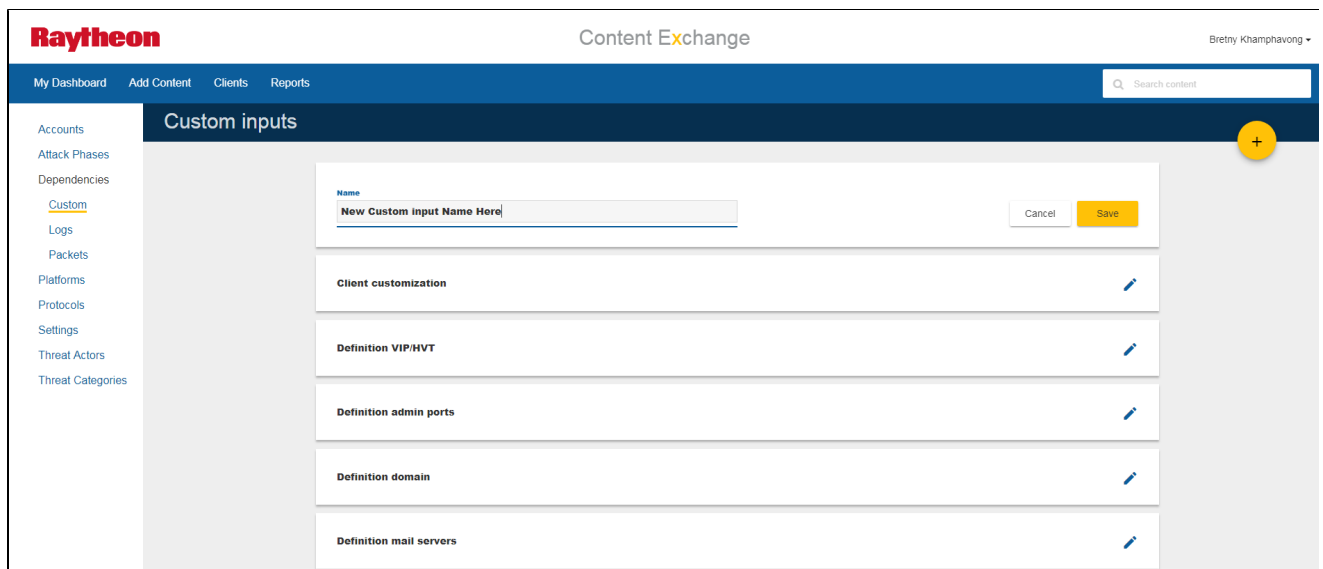 Raytheon
Content Exchange
Bretny Khamphavong
My Dashboard Add Content Clients Reports
Search content
Custom inputs
Accounts
Attack Phases
Dependencies
Custom
Logs
Packets
Platforms
Protocols
Settings
Threat Actors
Threat Categories
+
Name
New Custom input Name Here
Cancel Save
Client customization
Definition VIP/HVT
Definition admin ports
Definition domain
Definition mail servers